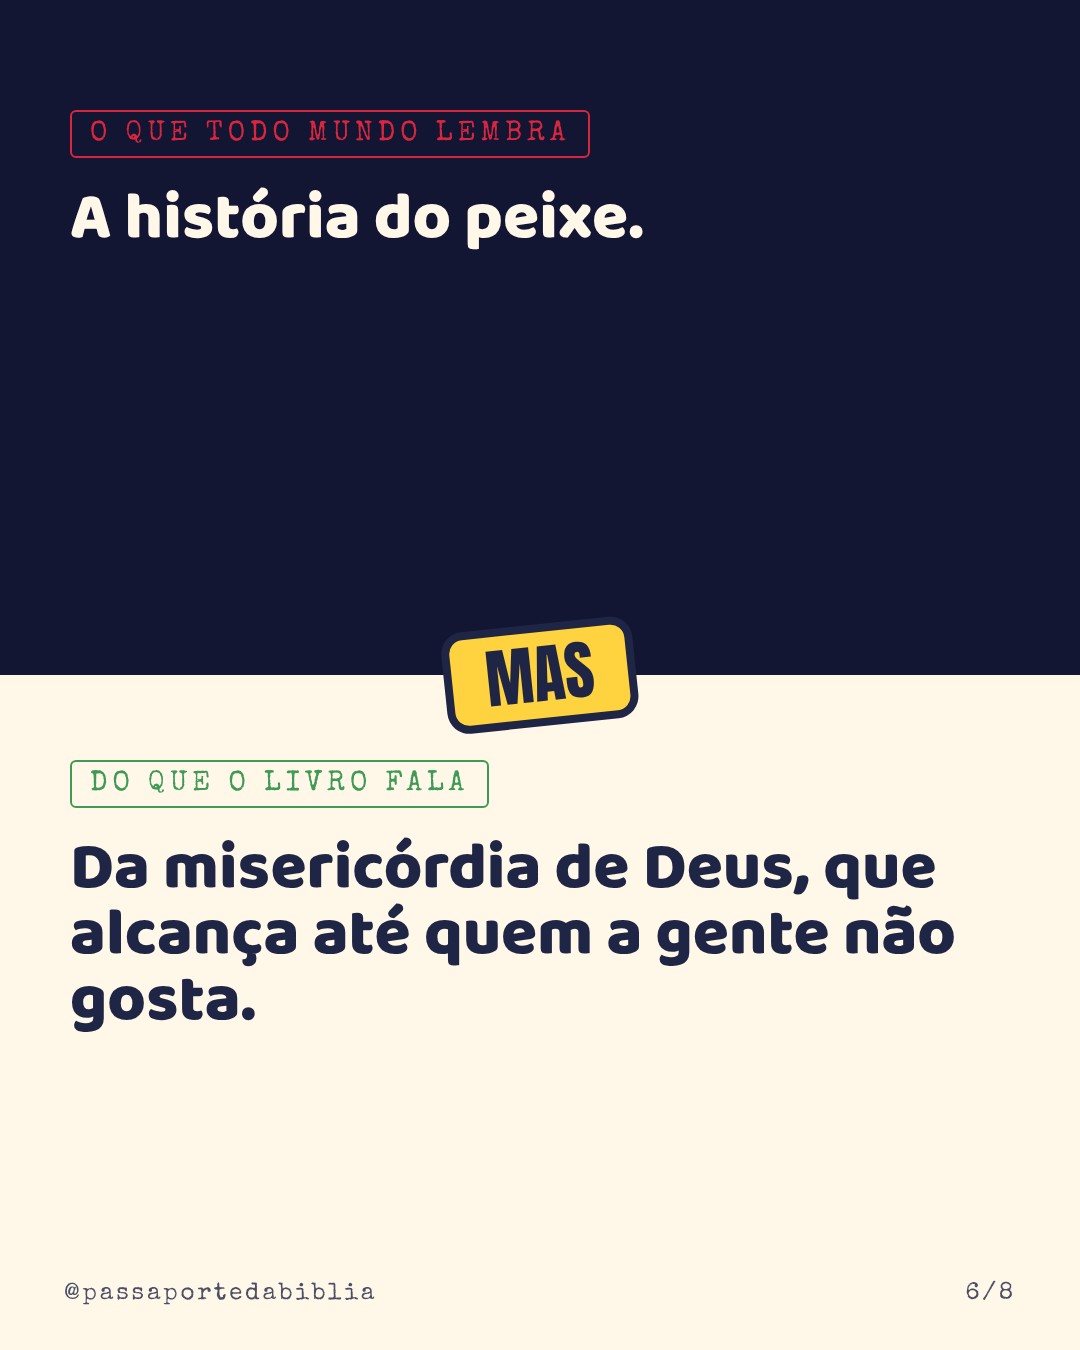 O QUE TODO MUNDO LEMBRA
A história do peixe.
MAS
DO QUE O LIVRO FALA
Da misericórdia de Deus, que
alcança até quem a gente não
gosta.
@passaportedabiblia
6/8